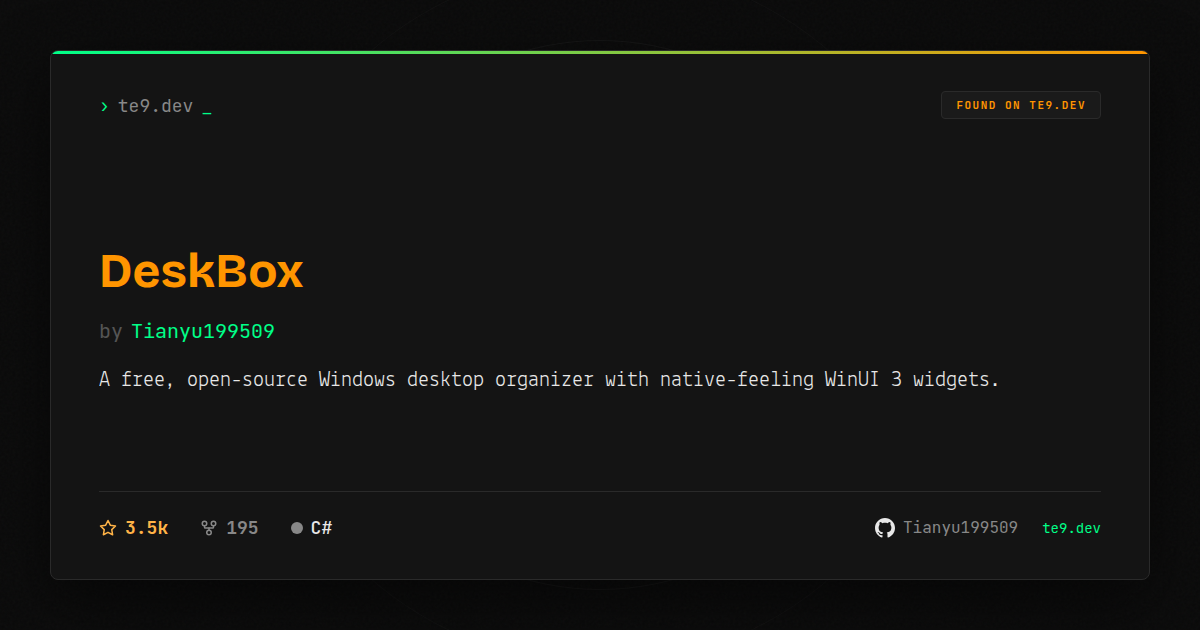 › te9.dev _
FOUND ON TE9.DEV
DeskBox
by Tianyu199509
A free, open-source Windows desktop organizer with native-feeling WinUI 3 widgets.
3.5k 195 C#
Tianyu199509 te9.dev